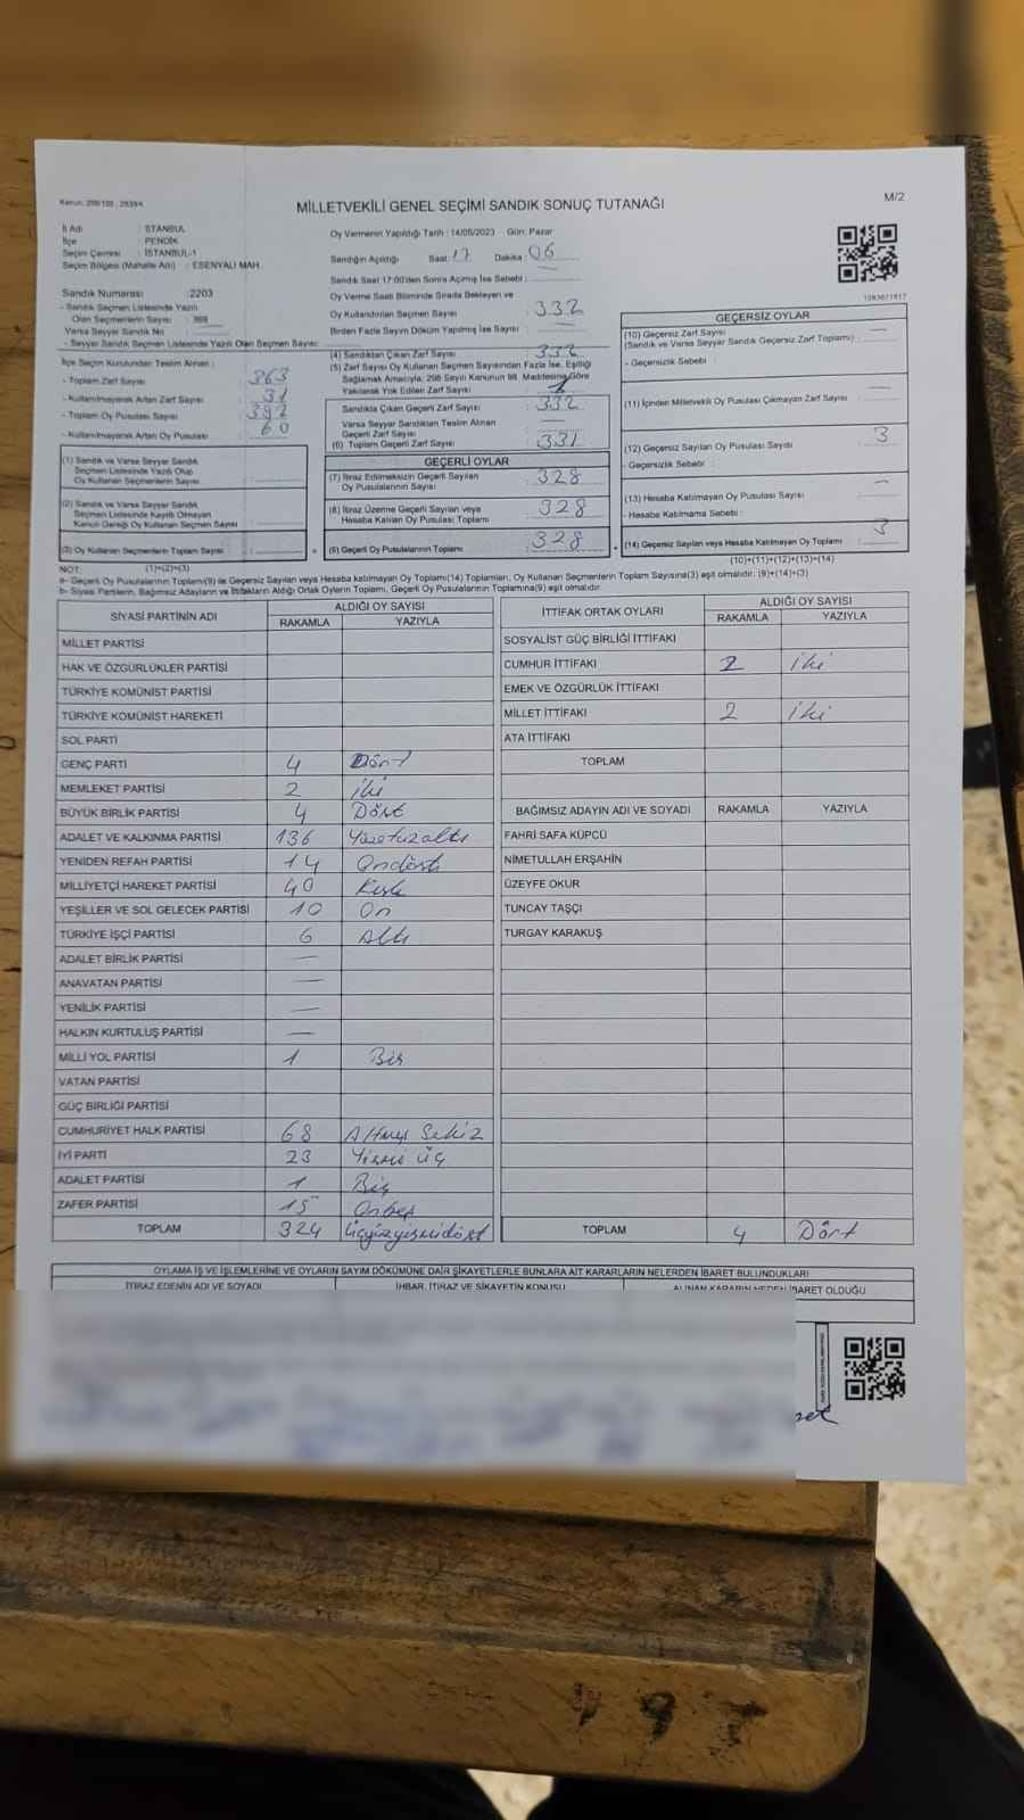 Kanun: 298/105 : 2839/4
M/2
MİLLETVEKİLİ GENEL SEÇİMİ SANDIK SONUÇ TUTANAĞI
İl Adı : İSTANBUL
İlçe : PENDİK
Seçim Çevresi : İSTANBUL-1
Seçim Bölgesi (Mahalle Adı) : ESENYALI MAH.
Sandık Numarası :2203
- Sandık Seçmen Listesinde Yazılı
Olan Seçmenlerin Sayısı
Varsa Seyyar Sandık No
- Seyyar Sandık Seçmen Listesinde Yazılı Olan Seçmen Sayısı:
Oy Vermenin Yapıldığı Tarih : 14/05/2023 - Gün: Pazar
Sandığın Açıldığı Saat: 17 Dakika: 06
Sandık Saat 17:00'den Sonra Açılmış İse Sebebi :
Oy Verme Saati Bitiminde Sırada Bekleyen ve
Oy Kullandırılan Seçmen Sayısı : 332
Birden Fazla Sayım Döküm Yapılmış İse Sayısı :
İlçe Seçim Kurulundan Teslim Alınan :
- Toplam Zarf Sayısı : 363
- Kullanılmayarak Artan Zarf Sayısı : 31
- Toplam Oy Pusulası Sayısı : 392
- Kullanılmayarak Artan Oy Pusulası : 60
(1) Sandık ve Varsa Seyyar Sandık
Seçmen Listesinde Yazılı Olup
Oy Kullanan Seçmenlerin Sayısı :
(2) Sandık ve Varsa Seyyar Sandık
Seçmen Listesinde Kayıtlı Olmayan
Kanun Gereği Oy Kullanan Seçmen Sayısı :
(3) Oy Kullanan Seçmenlerin Toplam Sayısı :
(4) Sandıktan Çıkan Zarf Sayısı : 332
(5) Zarf Sayısı Oy Kullanan Seçmen Sayısından Fazla İse, Eşitliği
Sağlamak Amacıyla, 298 Sayılı Kanunun 98. Maddesine Göre
Yakılarak Yok Edilen Zarf Sayısı : 1
Sandıkta Çıkan Geçerli Zarf Sayısı : 332
Varsa Seyyar Sandıktan Teslim Alınan
Geçerli Zarf Sayısı :
(6) Toplam Geçerli Zarf Sayısı : 331
GEÇERLİ OYLAR
(7) İtiraz Edilmeksizin Geçerli Sayılan
Oy Pusulalarının Sayısı : 328
(8) İtiraz Üzerine Geçerli Sayılan veya
Hesaba Katılan Oy Pusulası Toplamı : 328
(9) Geçerli Oy Pusulalarının Toplamı : 328
1083671617
GEÇERSİZ OYLAR
(10) Geçersiz Zarf Sayısı
(Sandık ve Varsa Seyyar Sandık Geçersiz Zarf Toplamı) : —
- Geçersizlik Sebebi :
(11) İçinden Milletvekili Oy Pusulası Çıkmayan Zarf Sayısı : —
(12) Geçersiz Sayılan Oy Pusulası Sayısı : 3
- Geçersizlik Sebebi :
(13) Hesaba Katılmayan Oy Pusulası Sayısı : —
- Hesaba Katılmama Sebebi :
(14) Geçersiz Sayılan veya Hesaba Katılmayan Oy Toplamı : 3
NOT: (1)+(2)=(3)
(10)+(11)+(12)+(13)=(14)
a- Geçerli Oy Pusulalarının Toplamı(9) ile Geçersiz Sayılan veya Hesaba katılmayan Oy Toplamı(14) Toplamları, Oy Kullanan Seçmenlerin Toplam Sayısına(3) eşit olmalıdır. (9)+(14)=(3)
b- Siyasi Partilerin, Bağımsız Adayların ve İttifakların Aldığı Ortak Oyların Toplamı, Geçerli Oy Pusulalarının Toplamına(9) eşit olmalıdır.
SİYASİ PARTİNİN ADI ALDIĞI OY SAYISI
RAKAMLA YAZIYLA
MİLLET PARTİSİ
HAK VE ÖZGÜRLÜKLER PARTİSİ
TÜRKİYE KOMÜNİST PARTİSİ
TÜRKİYE KOMÜNİST HAREKETİ
SOL PARTİ
GENÇ PARTİ 4 Dört
MEMLEKET PARTİSİ 2 iki
BÜYÜK BİRLİK PARTİSİ 4 Dört
ADALET VE KALKINMA PARTİSİ 136 Yüzotuzaltı
YENİDEN REFAH PARTİSİ 14 Ondört
MİLLİYETÇİ HAREKET PARTİSİ 40 Kırk
YEŞİLLER VE SOL GELECEK PARTİSİ 10 On
TÜRKİYE İŞÇİ PARTİSİ 6 Altı
ADALET BİRLİK PARTİSİ —
ANAVATAN PARTİSİ —
YENİLİK PARTİSİ —
HALKIN KURTULUŞ PARTİSİ —
MİLLİ YOL PARTİSİ 1 Bir
VATAN PARTİSİ
GÜÇ BİRLİĞİ PARTİSİ
CUMHURİYET HALK PARTİSİ 68 Altmış Sekiz
İYİ PARTİ 23 Yirmi üç
ADALET PARTİSİ 1 Bir
ZAFER PARTİSİ 15 Onbeş
TOPLAM 324 üçyüzyirmidört
İTTİFAK ORTAK OYLARI ALDIĞI OY SAYISI
RAKAMLA YAZIYLA
SOSYALİST GÜÇ BİRLİĞİ İTTİFAKI
CUMHUR İTTİFAKI 2 iki
EMEK VE ÖZGÜRLÜK İTTİFAKI
MİLLET İTTİFAKI 2 iki
ATA İTTİFAKI
TOPLAM
BAĞIMSIZ ADAYIN ADI VE SOYADI RAKAMLA YAZIYLA
FAHRİ SAFA KÜPCÜ
NİMETULLAH ERŞAHİN
ÜZEYFE OKUR
TUNCAY TAŞÇI
TURGAY KARAKUŞ
TOPLAM 4 Dört
OYLAMA İŞ VE İŞLEMLERİNE VE OYLARIN SAYIM DÖKÜMÜNE DAİR ŞİKAYETLERLE BUNLARA AİT KARARLARIN NELERDEN İBARET BULUNDUKLARI
İTİRAZ EDENİN ADI VE SOYADI İHBAR, İTİRAZ VE ŞİKAYETİN KONUSU ALINAN KARARIN NEDEN İBARET OLDUĞU